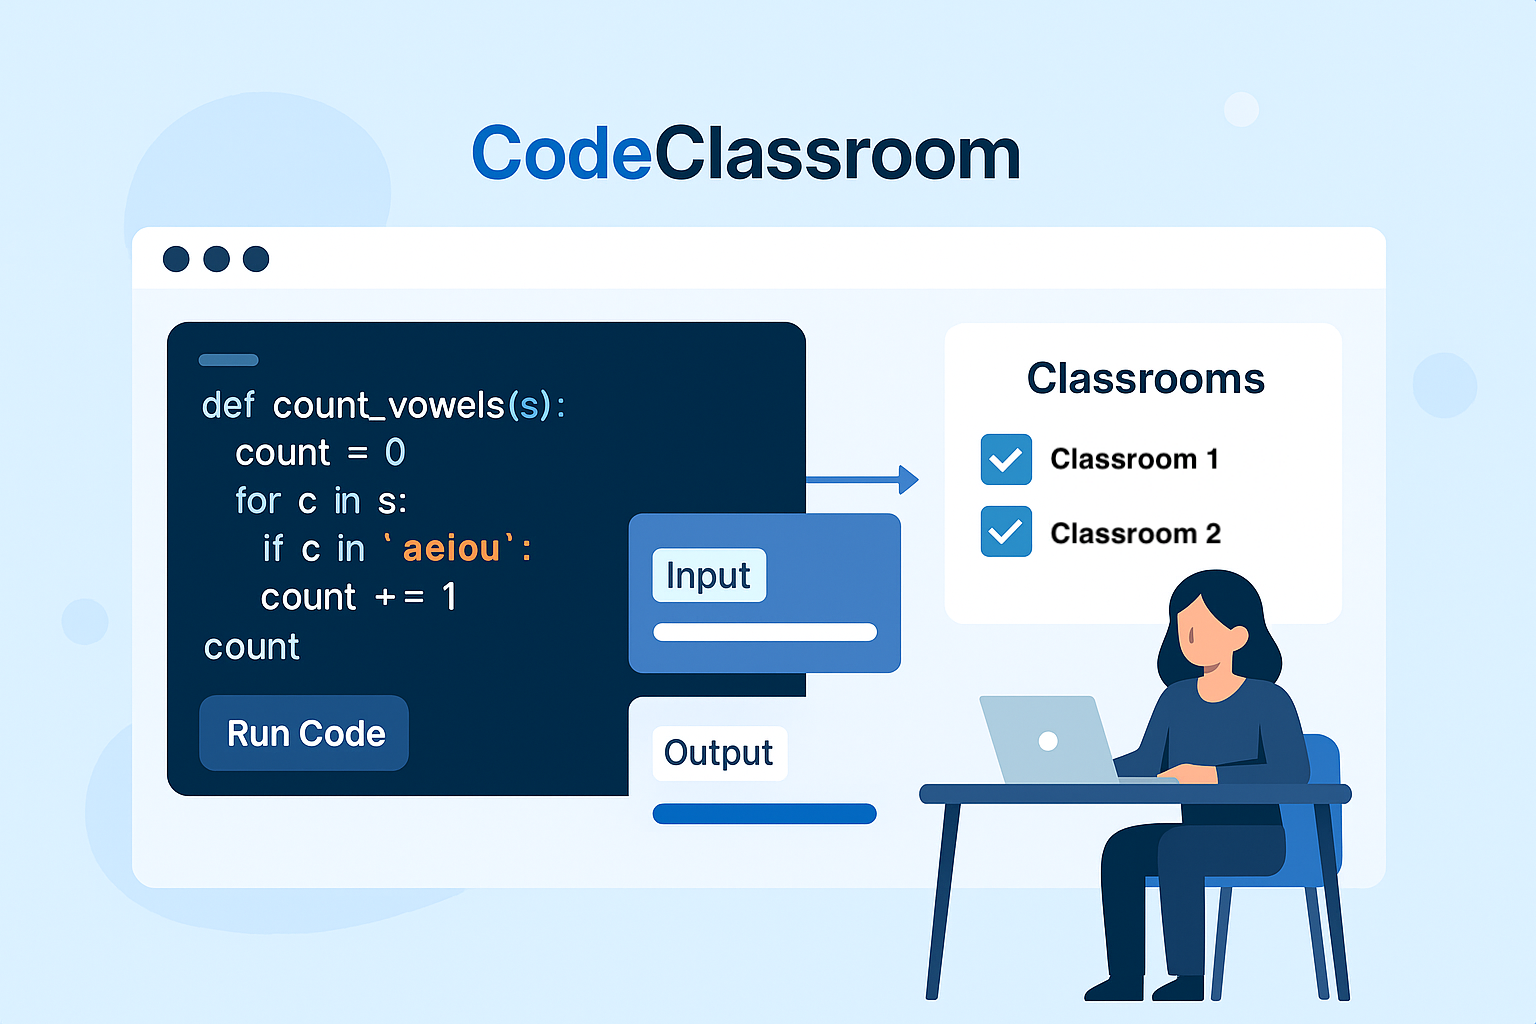 CodeClassroom
def count_vowels(s):
count = 0
for c in s:
if c in ‵aeiou‵:
count += 1
count
Run Code
Input
Output
Classrooms
Classroom 1
Classroom 2